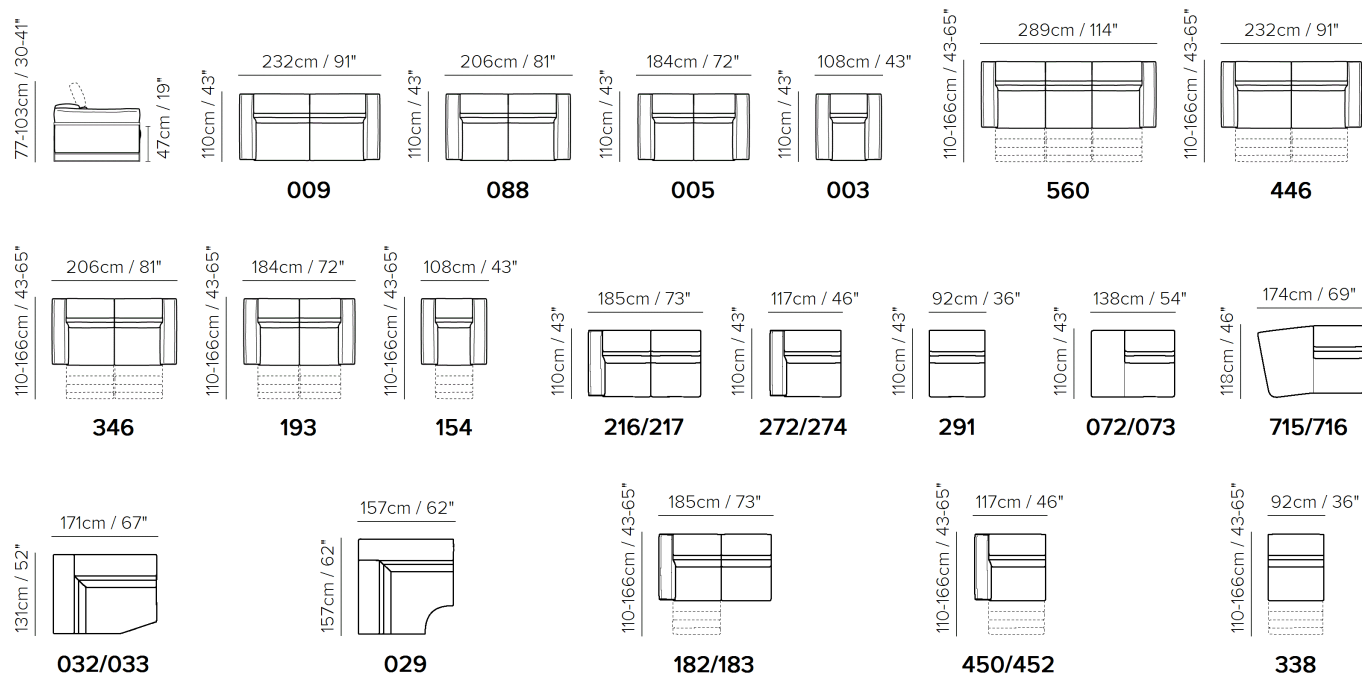 77-103cm / 30-41"
47cm / 19"
232cm / 91"
110cm / 43"
009
206cm / 81"
110cm / 43"
088
184cm / 72"
110cm / 43"
005
108cm / 43"
110cm / 43"
003
289cm / 114"
110-166cm / 43-65"
560
232cm / 91"
110-166cm / 43-65"
446
206cm / 81"
110-166cm / 43-65"
346
184cm / 72"
110-166cm / 43-65"
193
108cm / 43"
110-166cm / 43-65"
154
185cm / 73"
110cm / 43"
216/217
117cm / 46"
110cm / 43"
272/274
92cm / 36"
110cm / 43"
291
138cm / 54"
110cm / 43"
072/073
174cm / 69"
118cm / 46"
715/716
171cm / 67"
131cm / 52"
032/033
157cm / 62"
157cm / 62"
029
185cm / 73"
110-166cm / 43-65"
182/183
117cm / 46"
110-166cm / 43-65"
450/452
92cm / 36"
110-166cm / 43-65"
338